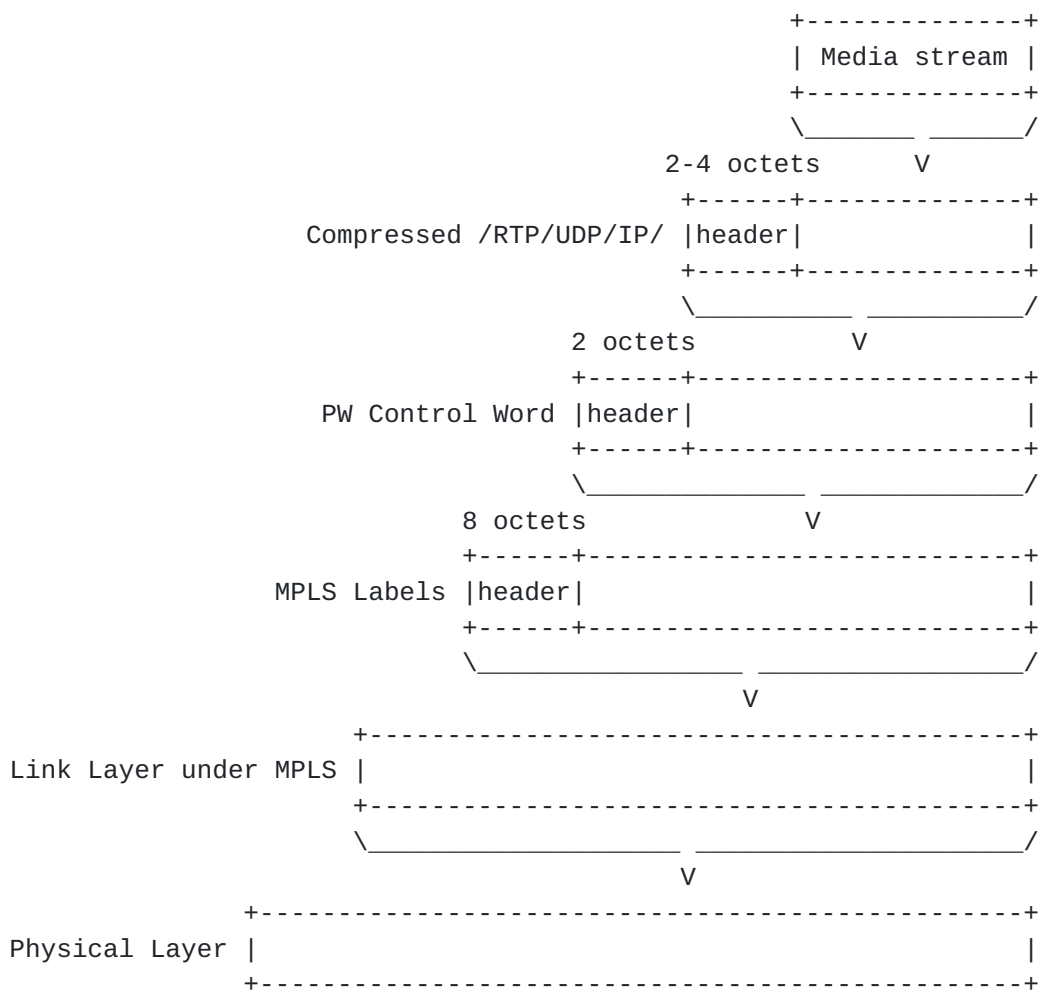 Media stream
2-4 octets V
Compressed /RTP/UDP/IP/ header
2 octets V
PW Control Word header
8 octets V
MPLS Labels header
V
Link Layer under MPLS
V
Physical Layer